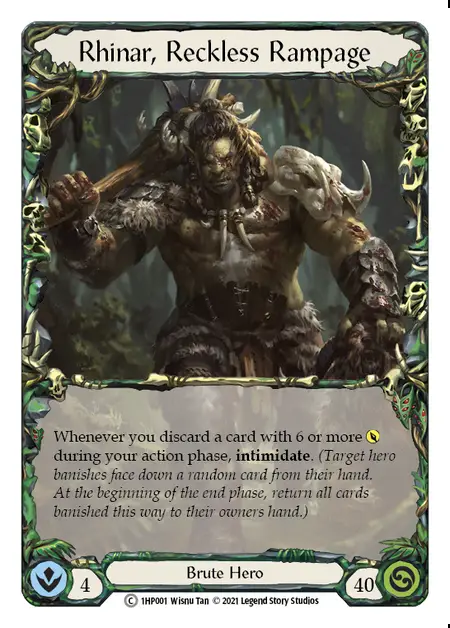 Rhinar, Reckless Rampage
Whenever you discard a card with 6 or more
during your action phase, intimidate. (Target hero
banishes face down a random card from their hand.
At the beginning of the end phase, return all cards
banished this way to their owners hand.)
4
Brute Hero
40
C 1HP001 Wisnu Tan © 2021 Legend Story Studios